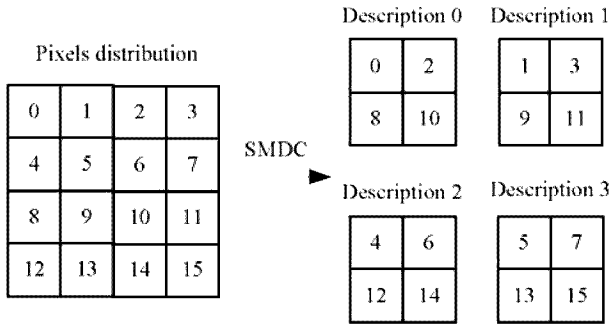 Pixels distribution
0 1 2 3
4 5 6 7
8 9 10 11
12 13 14 15
SMDC
Description 0
0 2
8 10
Description 1
1 3
9 11
Description 2
4 6
12 14
Description 3
5 7
13 15